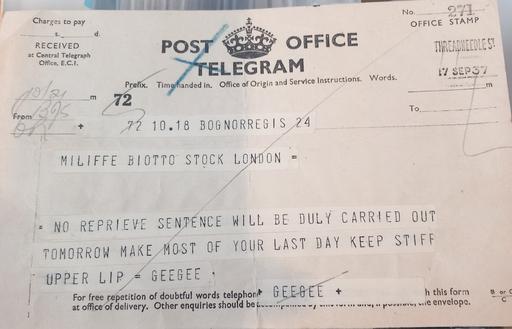 Charges to pay
s. d.
RECEIVED
at Central Telegraph
Office, E.C.1.
POST OFFICE
TELEGRAM
No. 271
OFFICE STAMP
THREADNEEDLE ST
17 SEP 37
m
Prefix. Time handed in. Office of Origin and Service Instructions. Words.
m
72
From
To
+ 72 10.18 BOGNORREGIS 24
MILIFFE BIOTTO STOCK LONDON =
= NO REPRIEVE SENTENCE WILL BE DULY CARRIED OUT
TOMORROW MAKE MOST OF YOUR LAST DAY KEEP STIFF
UPPER LIP = GEEGEE
For free repetition of doubtful words telephon + GEEGEE + h this form
at office of delivery. Other enquiries should be the envelope.
B or C
C